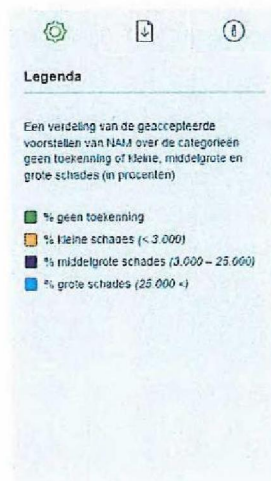 Legenda
Een verdeling van de geaccepteerde
voorstellen van NAM over de categorieën
geen toekenning of kleine, middelgrote en
grote schades (in procenten)
% geen toekenning
% kleine schades (< 3.000)
% middelgrote schades (3.000 – 25.000)
% grote schades (25.000 <)